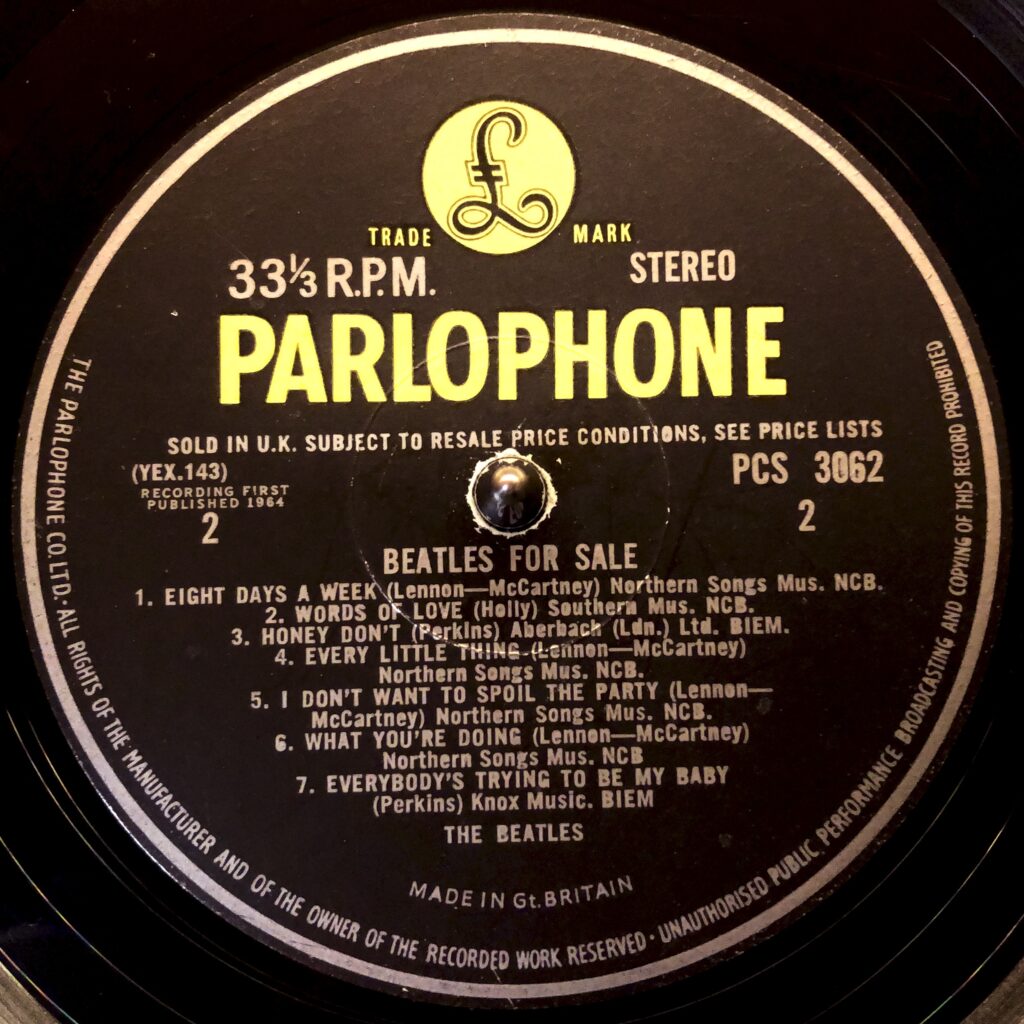 £
TRADE MARK
33⅓ R.P.M. STEREO
PARLOPHONE
SOLD IN U.K. SUBJECT TO RESALE PRICE CONDITIONS, SEE PRICE LISTS
(YEX.143) PCS 3062
RECORDING FIRST
PUBLISHED 1964
2 2
BEATLES FOR SALE
1. EIGHT DAYS A WEEK (Lennon—McCartney) Northern Songs Mus. NCB.
2. WORDS OF LOVE (Holly) Southern Mus. NCB.
3. HONEY DON'T (Perkins) Aberbach (Ldn.) Ltd. BIEM.
4. EVERY LITTLE THING (Lennon—McCartney)
Northern Songs Mus. NCB.
5. I DON'T WANT TO SPOIL THE PARTY (Lennon—
McCartney) Northern Songs Mus. NCB.
6. WHAT YOU'RE DOING (Lennon—McCartney)
Northern Songs Mus. NCB
7. EVERYBODY'S TRYING TO BE MY BABY
(Perkins) Knox Music. BIEM
THE BEATLES
MADE IN Gt. BRITAIN
THE PARLOPHONE CO. LTD. · ALL RIGHTS OF THE MANUFACTURER AND OF THE OWNER OF THE RECORDED WORK RESERVED · UNAUTHORISED PUBLIC PERFORMANCE BROADCASTING AND COPYING OF THIS RECORD PROHIBITED